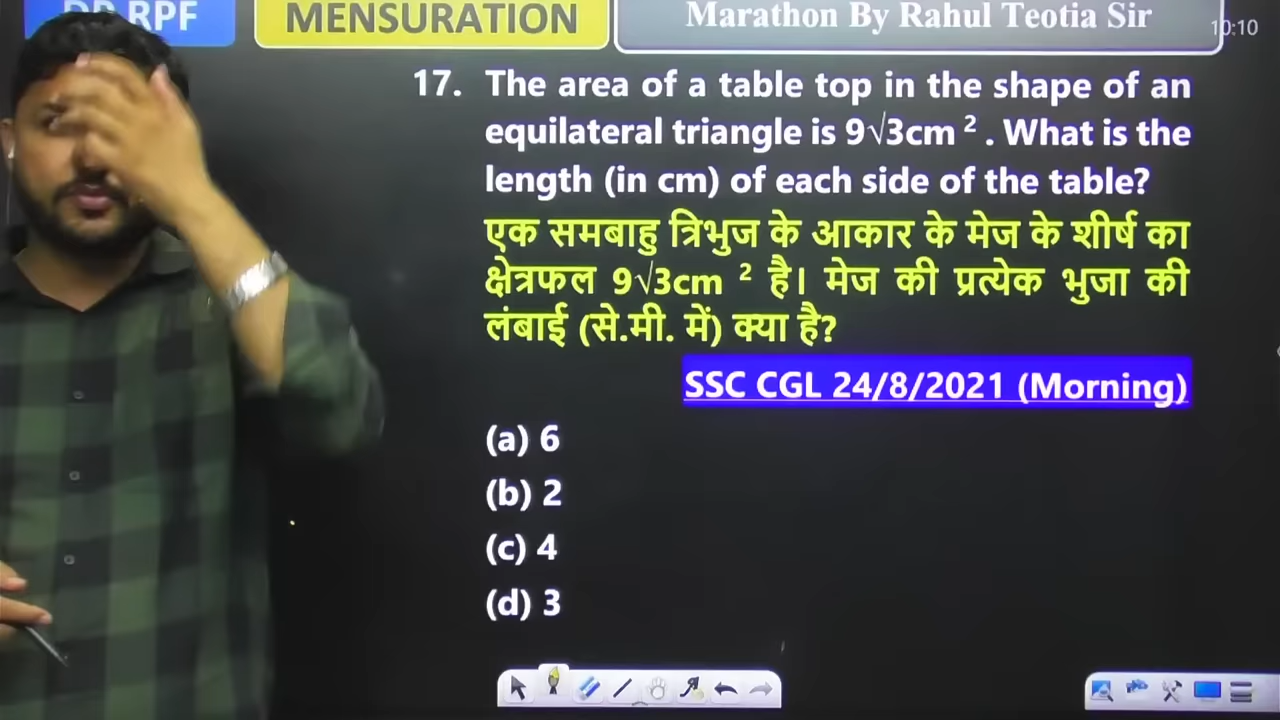 DP RPF
MENSURATION
Marathon By Rahul Teotia Sir
10:10
17. The area of a table top in the shape of an
equilateral triangle is 9√3cm ² . What is the
length (in cm) of each side of the table?
एक समबाहु त्रिभुज के आकार के मेज के शीर्ष का
क्षेत्रफल 9√3cm ² है। मेज की प्रत्येक भुजा की
लंबाई (से.मी. में) क्या है?
SSC CGL 24/8/2021 (Morning)
(a) 6
(b) 2
(c) 4
(d) 3